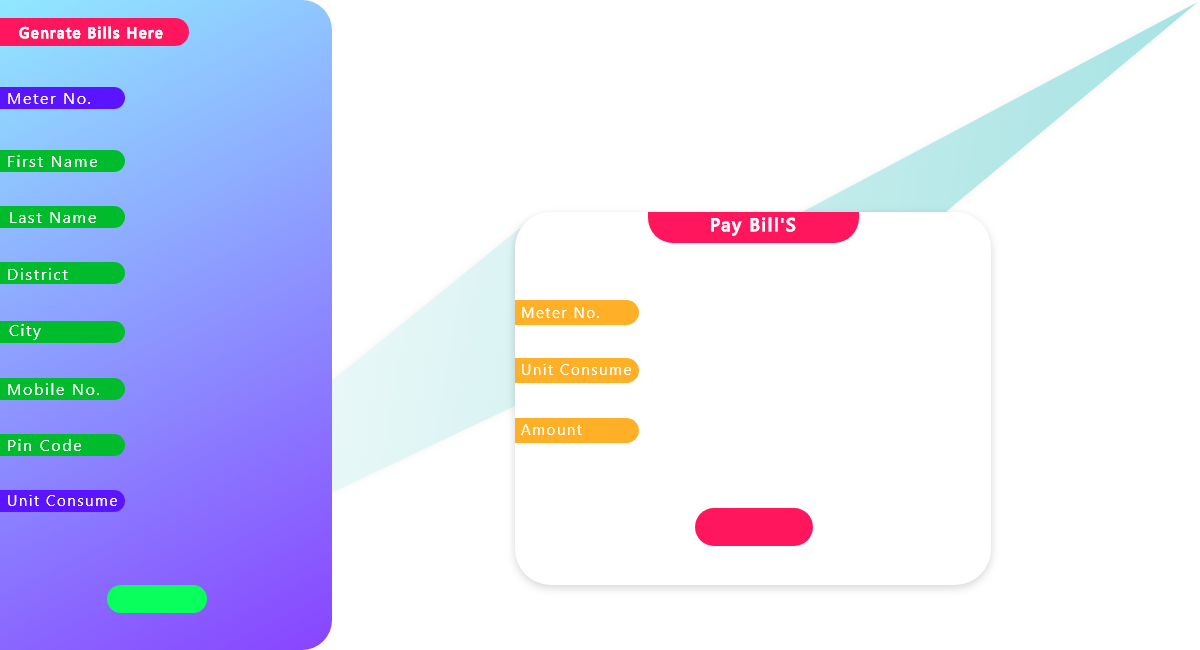 Genrate Bills Here
Meter No.
First Name
Last Name
District
City
Mobile No.
Pin Code
Unit Consume
Pay Bill'S
Meter No.
Unit Consume
Amount